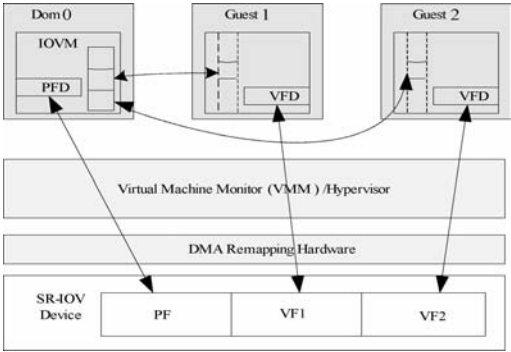 Dom 0
Guest 1
Guest 2
IOVM
PFD
VFD
VFD
Virtual Machine Monitor (VMM ) /Hypervisor
DMA Remapping Hardware
SR-IOV
Device
PF
VF1
VF2